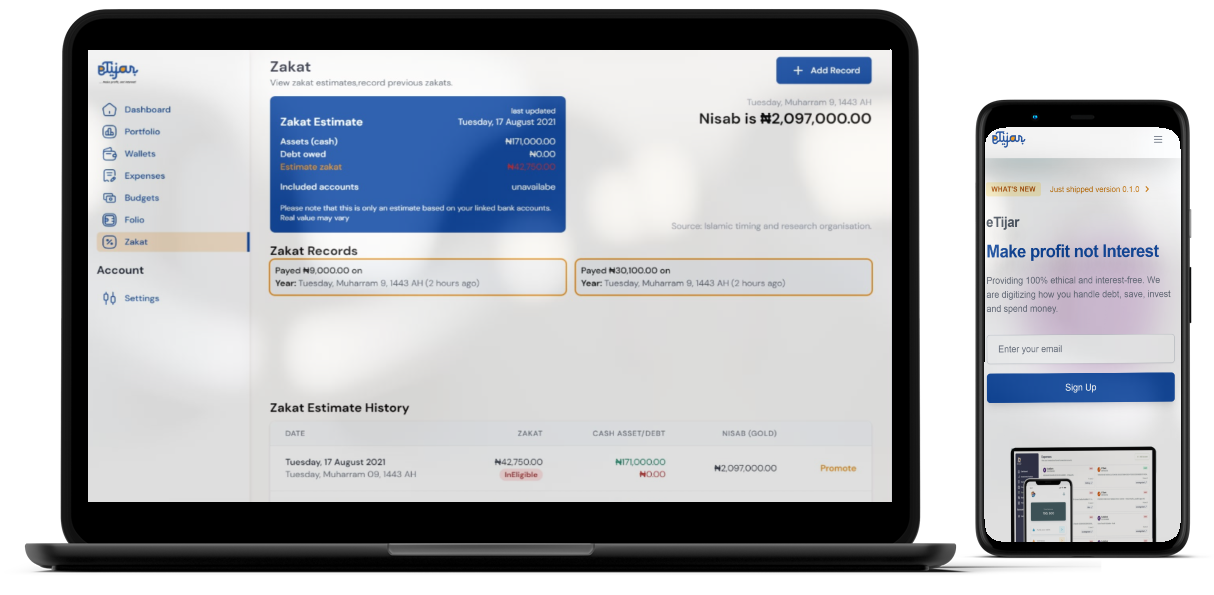 eTijar
Dashboard
Portfolio
Wallets
Expenses
Budgets
Folio
Zakat
Account
Settings
Zakat
View zakat estimates,record previous zakats.
+ Add Record
last updated
Zakat Estimate
Tuesday, 17 August 2021
Assets (cash) ₦171,000.00
Debt owed ₦0.00
Estimate zakat ₦42,750.00
Included accounts unavailabe
Please note that this is only an estimate based on your linked bank accounts.
Real value may vary
Tuesday, Muharram 9, 1443 AH
Nisab is ₦2,097,000.00
Source: Islamic timing and research organisation.
Zakat Records
Payed ₦9,000.00 on
Year: Tuesday, Muharram 9, 1443 AH (2 hours ago)
Payed ₦30,100.00 on
Year: Tuesday, Muharram 9, 1443 AH (2 hours ago)
Zakat Estimate History
DATE ZAKAT CASH ASSET/DEBT NISAB (GOLD)
Tuesday, 17 August 2021 ₦42,750.00 ₦171,000.00 ₦2,097,000.00 Promote
Tuesday, Muharram 09, 1443 AH InEligible ₦0.00
eTijar
WHAT'S NEW Just shipped version 0.1.0
eTijar
Make profit not Interest
Providing 100% ethical and interest-free. We
are digitizing how you handle debt, save, invest
and spend money.
Enter your email
Sign Up